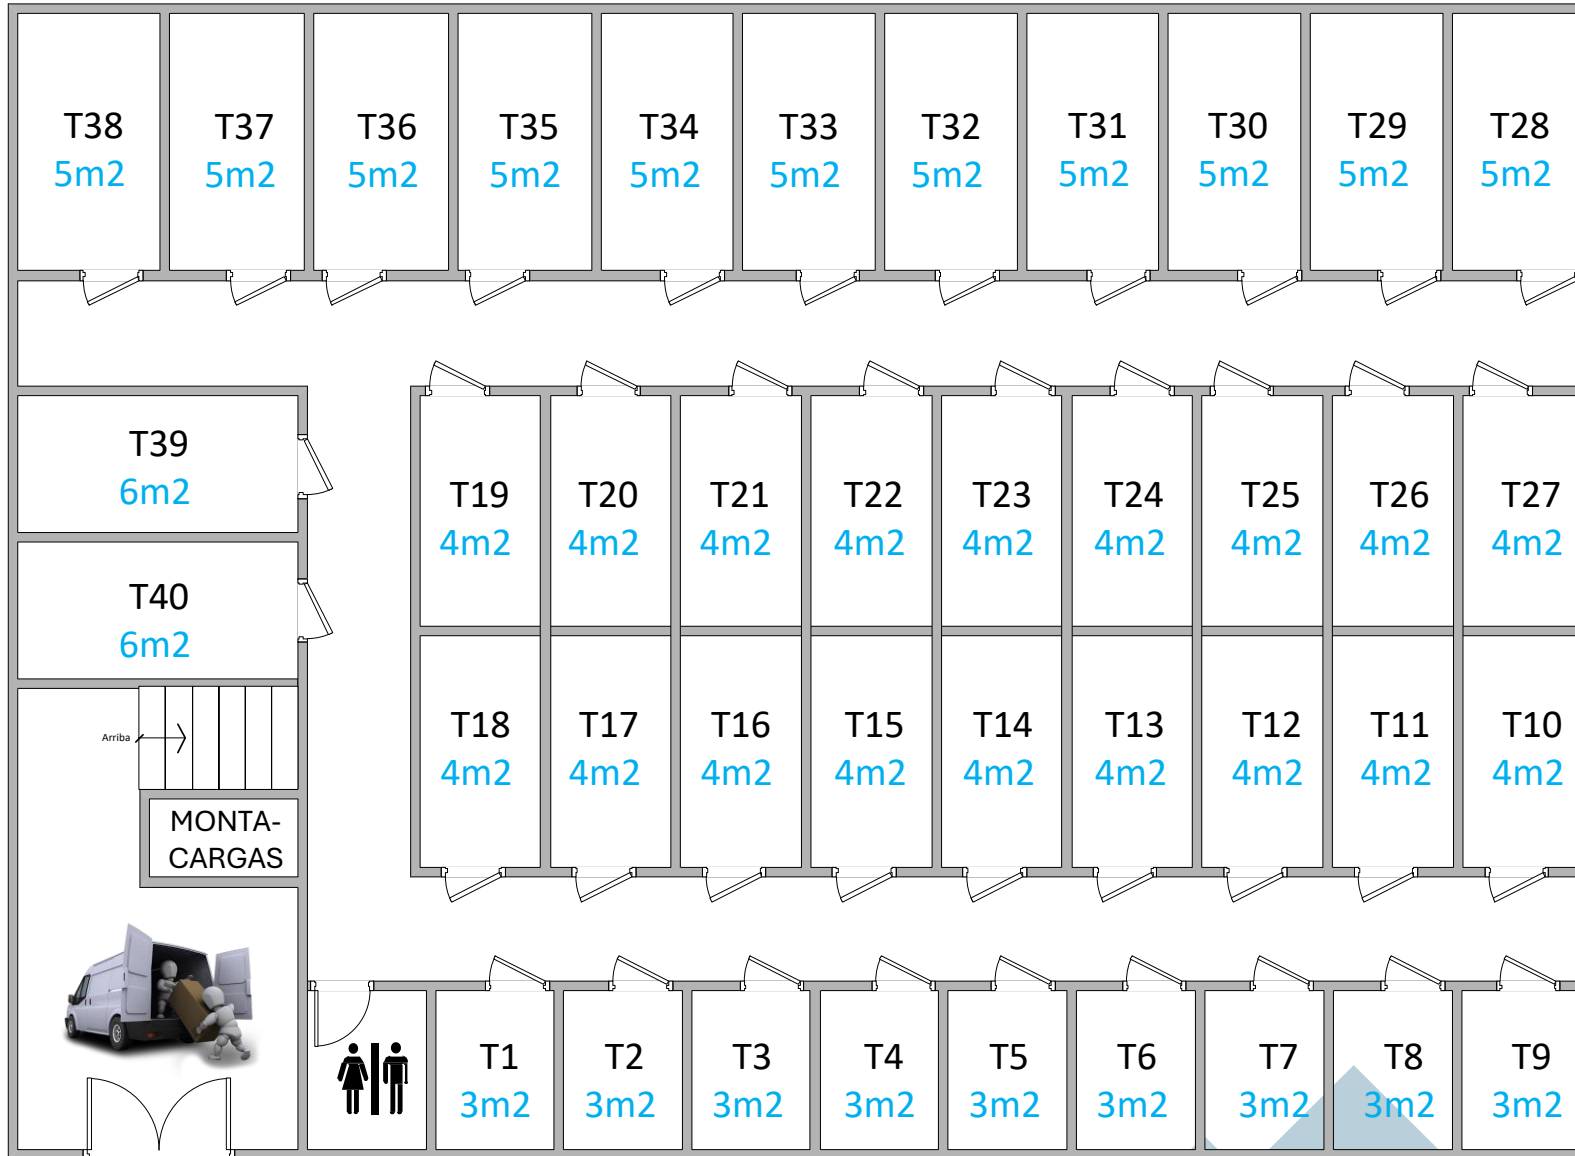 T38 T37 T36 T35 T34 T33 T32 T31 T30 T29 T28
5m2 5m2 5m2 5m2 5m2 5m2 5m2 5m2 5m2 5m2 5m2
T39
6m2
T19 T20 T21 T22 T23 T24 T25 T26 T27
4m2 4m2 4m2 4m2 4m2 4m2 4m2 4m2 4m2
T40
6m2
T18 T17 T16 T15 T14 T13 T12 T11 T10
4m2 4m2 4m2 4m2 4m2 4m2 4m2 4m2 4m2
Arriba
MONTA-
CARGAS
T1 T2 T3 T4 T5 T6 T7 T8 T9
3m2 3m2 3m2 3m2 3m2 3m2 3m2 3m2 3m2